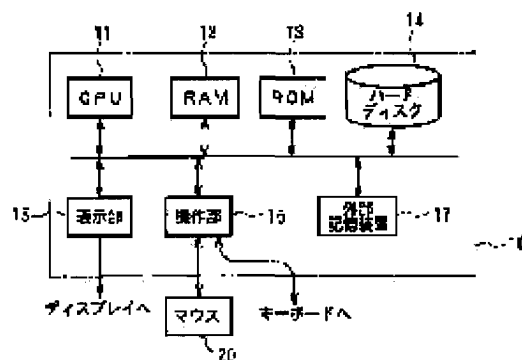 11
12
13
14
CPU
RAM
ROM
ハード
ディスク
15
表示部
操作部
16
外部
記憶装置
17
ディスプレイへ
マウス
キーボードへ
20